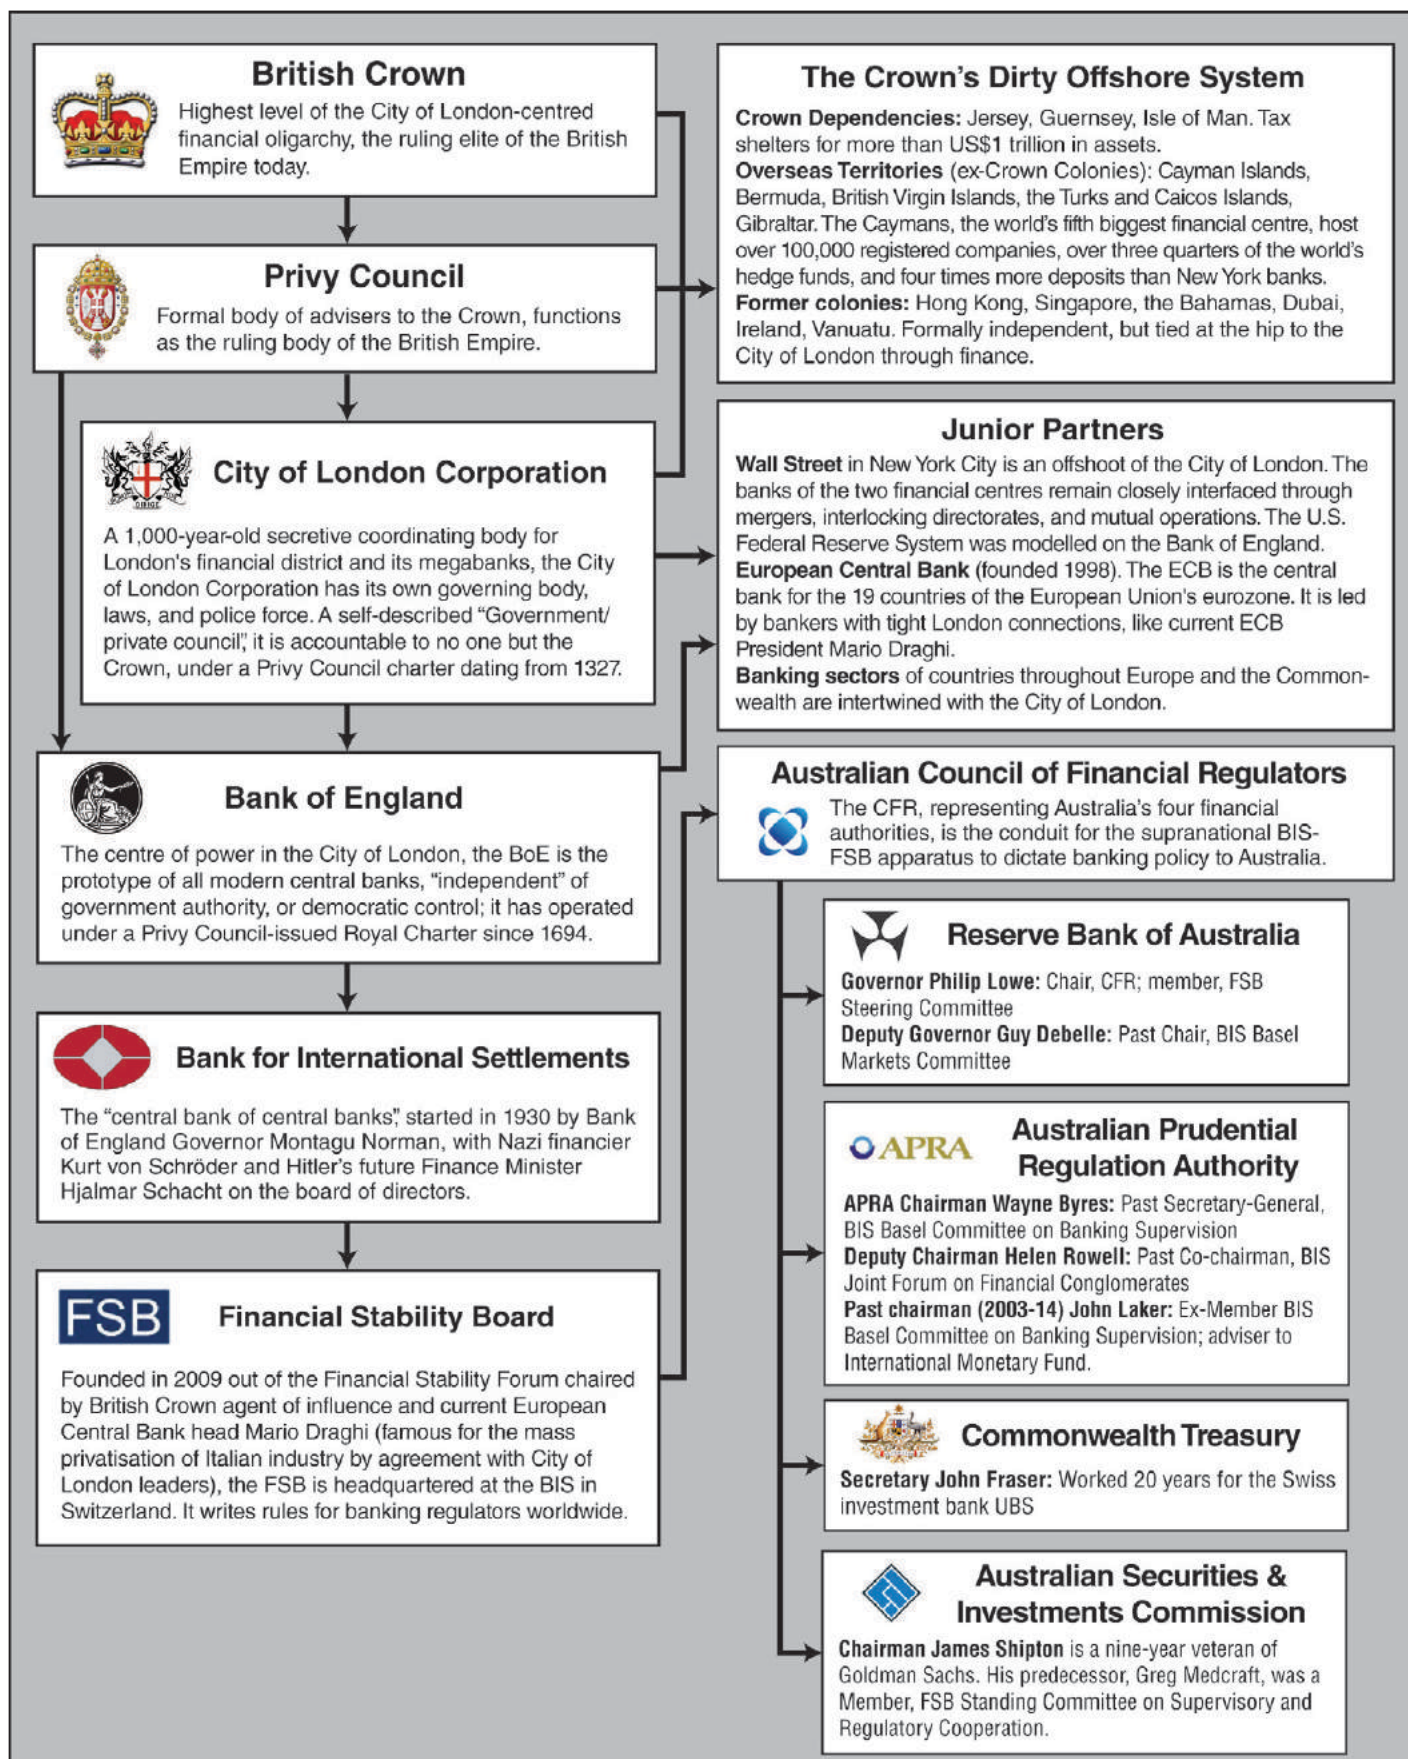 British Crown
Highest level of the City of London-centred
financial oligarchy, the ruling elite of the British
Empire today.
Privy Council
Formal body of advisers to the Crown, functions
as the ruling body of the British Empire.
City of London Corporation
A 1,000-year-old secretive coordinating body for
London's financial district and its megabanks, the City
of London Corporation has its own governing body,
laws, and police force. A self-described “Government/
private council”, it is accountable to no one but the
Crown, under a Privy Council charter dating from 1327.
Bank of England
The centre of power in the City of London, the BoE is the
prototype of all modern central banks, “independent” of
government authority, or democratic control; it has operated
under a Privy Council-issued Royal Charter since 1694.
Bank for International Settlements
The “central bank of central banks”, started in 1930 by Bank
of England Governor Montagu Norman, with Nazi financier
Kurt von Schröder and Hitler’s future Finance Minister
Hjalmar Schacht on the board of directors.
FSB
Financial Stability Board
Founded in 2009 out of the Financial Stability Forum chaired
by British Crown agent of influence and current European
Central Bank head Mario Draghi (famous for the mass
privatisation of Italian industry by agreement with City of
London leaders), the FSB is headquartered at the BIS in
Switzerland. It writes rules for banking regulators worldwide.
The Crown’s Dirty Offshore System
Crown Dependencies: Jersey, Guernsey, Isle of Man. Tax
shelters for more than US$1 trillion in assets.
Overseas Territories (ex-Crown Colonies): Cayman Islands,
Bermuda, British Virgin Islands, the Turks and Caicos Islands,
Gibraltar. The Caymans, the world’s fifth biggest financial centre, host
over 100,000 registered companies, over three quarters of the world’s
hedge funds, and four times more deposits than New York banks.
Former colonies: Hong Kong, Singapore, the Bahamas, Dubai,
Ireland, Vanuatu. Formally independent, but tied at the hip to the
City of London through finance.
Junior Partners
Wall Street in New York City is an offshoot of the City of London. The
banks of the two financial centres remain closely interfaced through
mergers, interlocking directorates, and mutual operations. The U.S.
Federal Reserve System was modelled on the Bank of England.
European Central Bank (founded 1998). The ECB is the central
bank for the 19 countries of the European Union's eurozone. It is led
by bankers with tight London connections, like current ECB
President Mario Draghi.
Banking sectors of countries throughout Europe and the Common-
wealth are intertwined with the City of London.
Australian Council of Financial Regulators
The CFR, representing Australia’s four financial
authorities, is the conduit for the supranational BIS-
FSB apparatus to dictate banking policy to Australia.
Reserve Bank of Australia
Governor Philip Lowe: Chair, CFR; member, FSB
Steering Committee
Deputy Governor Guy Debelle: Past Chair, BIS Basel
Markets Committee
APRA
Australian Prudential
Regulation Authority
APRA Chairman Wayne Byres: Past Secretary-General,
BIS Basel Committee on Banking Supervision
Deputy Chairman Helen Rowell: Past Co-chairman, BIS
Joint Forum on Financial Conglomerates
Past chairman (2003-14) John Laker: Ex-Member BIS
Basel Committee on Banking Supervision; adviser to
International Monetary Fund.
Commonwealth Treasury
Secretary John Fraser: Worked 20 years for the Swiss
investment bank UBS
Australian Securities &
Investments Commission
Chairman James Shipton is a nine-year veteran of
Goldman Sachs. His predecessor, Greg Medcraft, was a
Member, FSB Standing Committee on Supervisory and
Regulatory Cooperation.